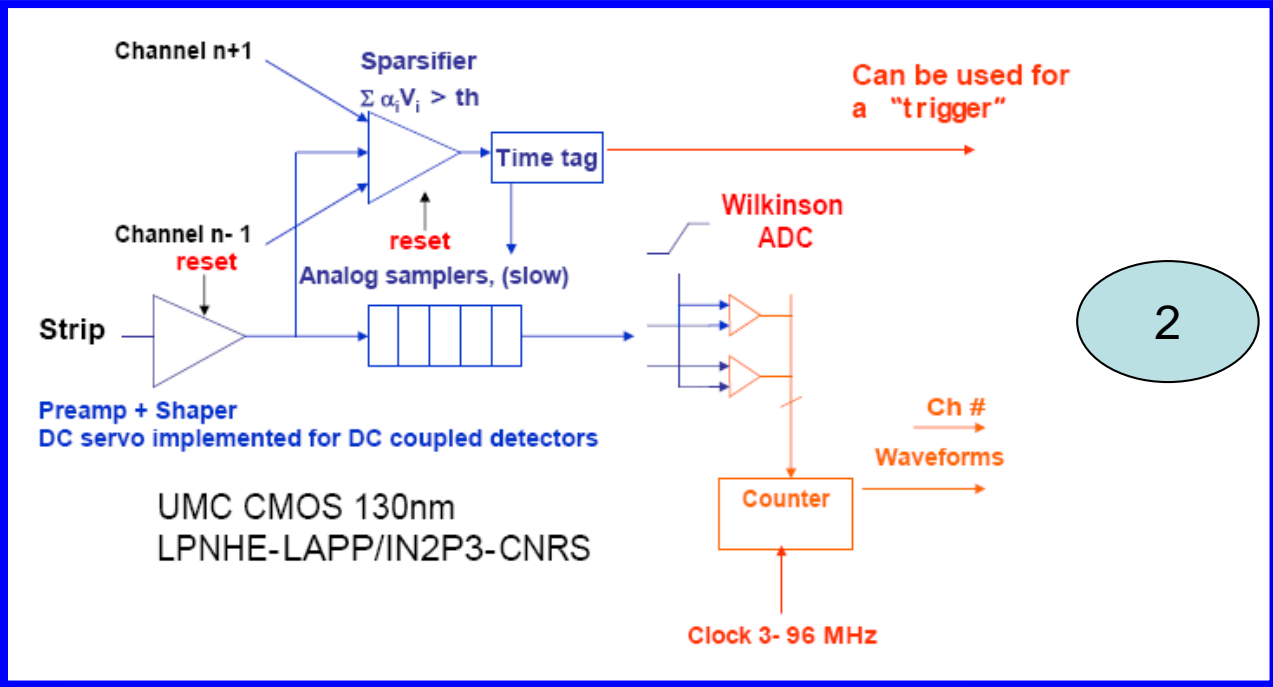 Channel n+1
Sparsifier
Σ αᵢVᵢ > th
Can be used for
a “trigger”
Time tag
Channel n- 1
reset
reset
Wilkinson
ADC
Analog samplers, (slow)
Strip
2
Preamp + Shaper
DC servo implemented for DC coupled detectors
Ch #
Waveforms
UMC CMOS 130nm
LPNHE-LAPP/IN2P3-CNRS
Counter
Clock 3- 96 MHz